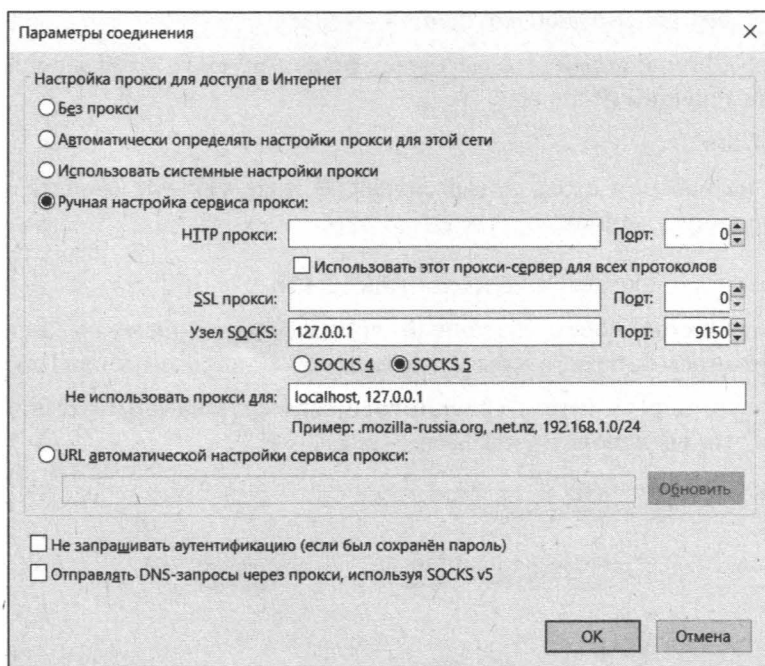 Параметры соединения
Настройка прокси для доступа в Интернет
Без прокси
Автоматически определять настройки прокси для этой сети
Использовать системные настройки прокси
Ручная настройка сервиса прокси:
HTTP прокси: Порт: 0
Использовать этот прокси-сервер для всех протоколов
SSL прокси: Порт: 0
Узел SOCKS: 127.0.0.1 Порт: 9150
SOCKS 4 SOCKS 5
Не использовать прокси для: localhost, 127.0.0.1
Пример: .mozilla-russia.org, .net.nz, 192.168.1.0/24
URL автоматической настройки сервиса прокси:
Обновить
Не запрашивать аутентификацию (если был сохранён пароль)
Отправлять DNS-запросы через прокси, используя SOCKS v5
OK Отмена